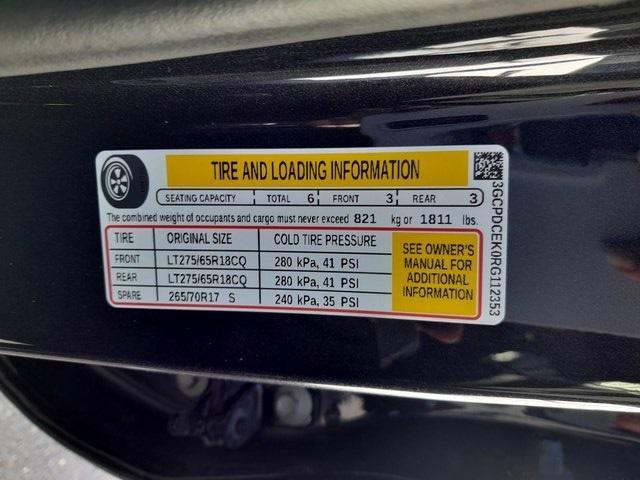 TIRE AND LOADING INFORMATION
SEATING CAPACITY TOTAL 6 FRONT 3 REAR 3
The combined weight of occupants and cargo must never exceed 821 kg or 1811 lbs.
TIRE ORIGINAL SIZE COLD TIRE PRESSURE
FRONT LT275/65R18CQ 280 kPa, 41 PSI
REAR LT275/65R18CQ 280 kPa, 41 PSI
SPARE 265/70R17 S 240 kPa, 35 PSI
SEE OWNER'S
MANUAL FOR
ADDITIONAL
INFORMATION
3GCPDCEK0RG112353